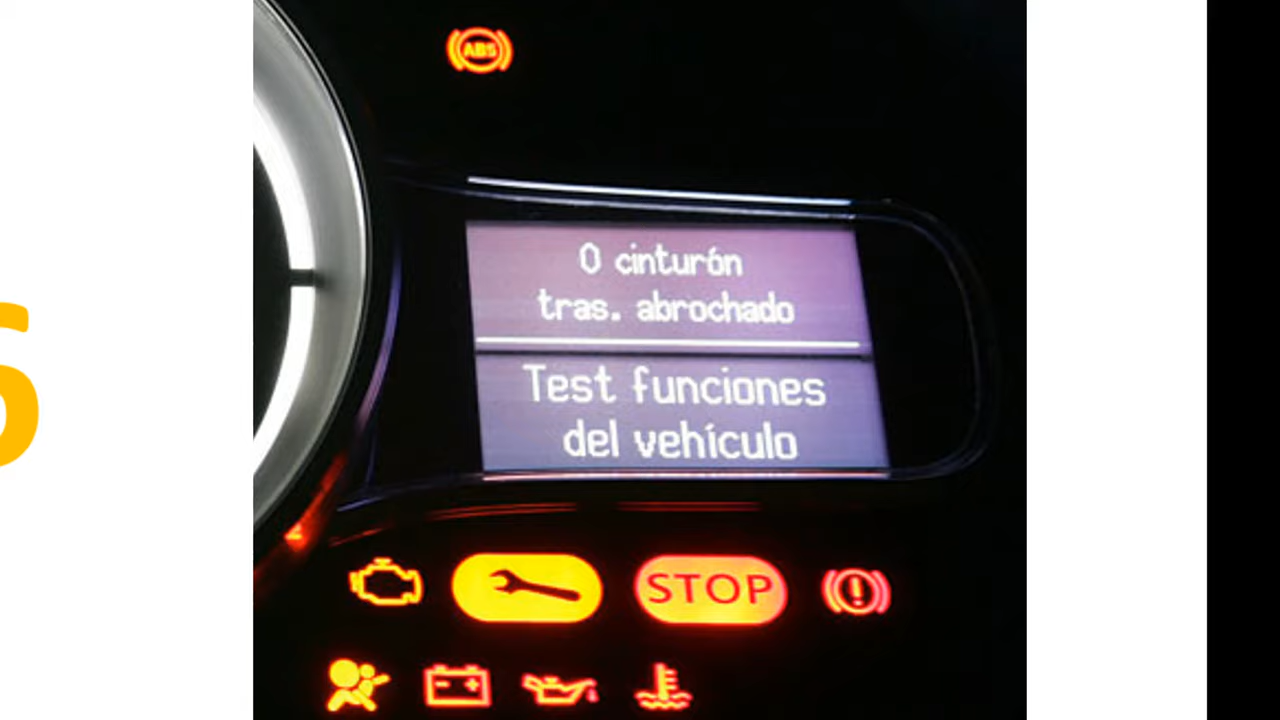 ABS
0 cinturón
tras. abrochado
Test funciones
del vehículo
STOP